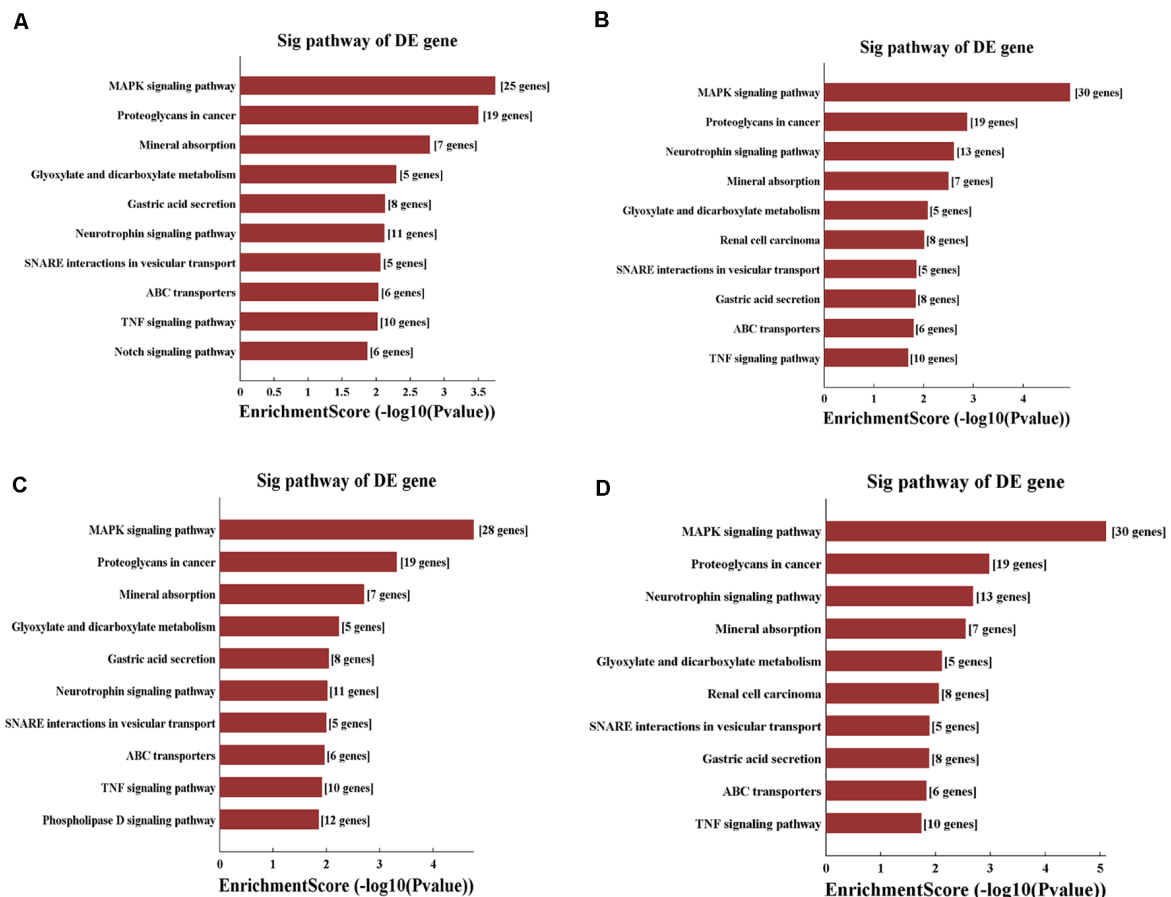 A
Sig pathway of DE gene
MAPK signaling pathway [25 genes]
Proteoglycans in cancer [19 genes]
Mineral absorption [7 genes]
Glyoxylate and dicarboxylate metabolism [5 genes]
Gastric acid secretion [8 genes]
Neurotrophin signaling pathway [11 genes]
SNARE interactions in vesicular transport [5 genes]
ABC transporters [6 genes]
TNF signaling pathway [10 genes]
Notch signaling pathway [6 genes]
0 0.5 1 1.5 2 2.5 3 3.5
EnrichmentScore (-log10(Pvalue))
B
Sig pathway of DE gene
MAPK signaling pathway [30 genes]
Proteoglycans in cancer [19 genes]
Neurotrophin signaling pathway [13 genes]
Mineral absorption [7 genes]
Glyoxylate and dicarboxylate metabolism [5 genes]
Renal cell carcinoma [8 genes]
SNARE interactions in vesicular transport [5 genes]
Gastric acid secretion [8 genes]
ABC transporters [6 genes]
TNF signaling pathway [10 genes]
0 1 2 3 4
EnrichmentScore (-log10(Pvalue))
C
Sig pathway of DE gene
MAPK signaling pathway [28 genes]
Proteoglycans in cancer [19 genes]
Mineral absorption [7 genes]
Glyoxylate and dicarboxylate metabolism [5 genes]
Gastric acid secretion [8 genes]
Neurotrophin signaling pathway [11 genes]
SNARE interactions in vesicular transport [5 genes]
ABC transporters [6 genes]
TNF signaling pathway [10 genes]
Phospholipase D signaling pathway [12 genes]
0 1 2 3 4
EnrichmentScore (-log10(Pvalue))
D
Sig pathway of DE gene
MAPK signaling pathway [30 genes]
Proteoglycans in cancer [19 genes]
Neurotrophin signaling pathway [13 genes]
Mineral absorption [7 genes]
Glyoxylate and dicarboxylate metabolism [5 genes]
Renal cell carcinoma [8 genes]
SNARE interactions in vesicular transport [5 genes]
Gastric acid secretion [8 genes]
ABC transporters [6 genes]
TNF signaling pathway [10 genes]
0 1 2 3 4 5
EnrichmentScore (-log10(Pvalue))